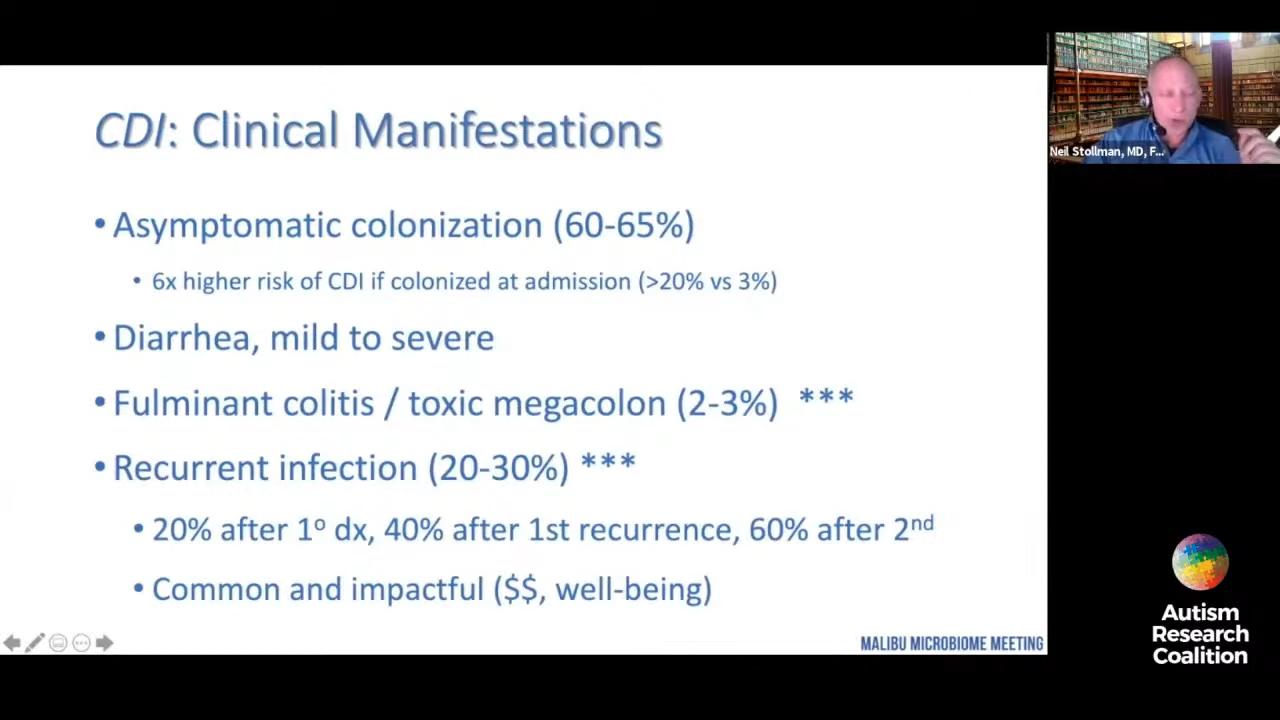 CDI: Clinical Manifestations
• Asymptomatic colonization (60-65%)
• 6x higher risk of CDI if colonized at admission (>20% vs 3%)
• Diarrhea, mild to severe
• Fulminant colitis / toxic megacolon (2-3%) ***
• Recurrent infection (20-30%) ***
• 20% after 1º dx, 40% after 1st recurrence, 60% after 2nd
• Common and impactful ($$, well-being)
MALIBU MICROBIOME MEETING
Neil Stollman, MD, F...
Autism
Research
Coalition